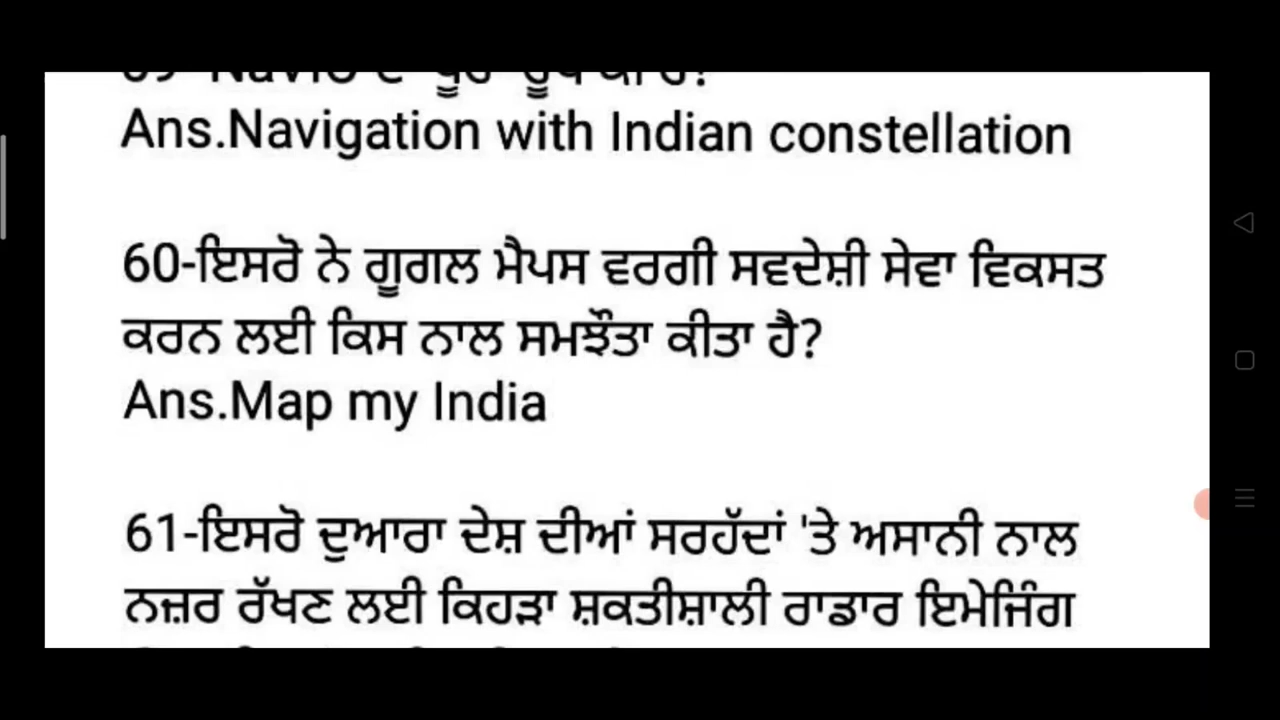 Ans.Navigation with Indian constellation
60-ਇਸਰੋ ਨੇ ਗੂਗਲ ਮੈਪਸ ਵਰਗੀ ਸਵਦੇਸ਼ੀ ਸੇਵਾ ਵਿਕਸਤ
ਕਰਨ ਲਈ ਕਿਸ ਨਾਲ ਸਮਝੌਤਾ ਕੀਤਾ ਹੈ?
Ans.Map my India
61-ਇਸਰੋ ਦੁਆਰਾ ਦੇਸ਼ ਦੀਆਂ ਸਰਹੱਦਾਂ 'ਤੇ ਅਸਾਨੀ ਨਾਲ
ਨਜ਼ਰ ਰੱਖਣ ਲਈ ਕਿਹੜਾ ਸ਼ਕਤੀਸ਼ਾਲੀ ਰਾਡਾਰ ਇਮੇਜਿੰਗ